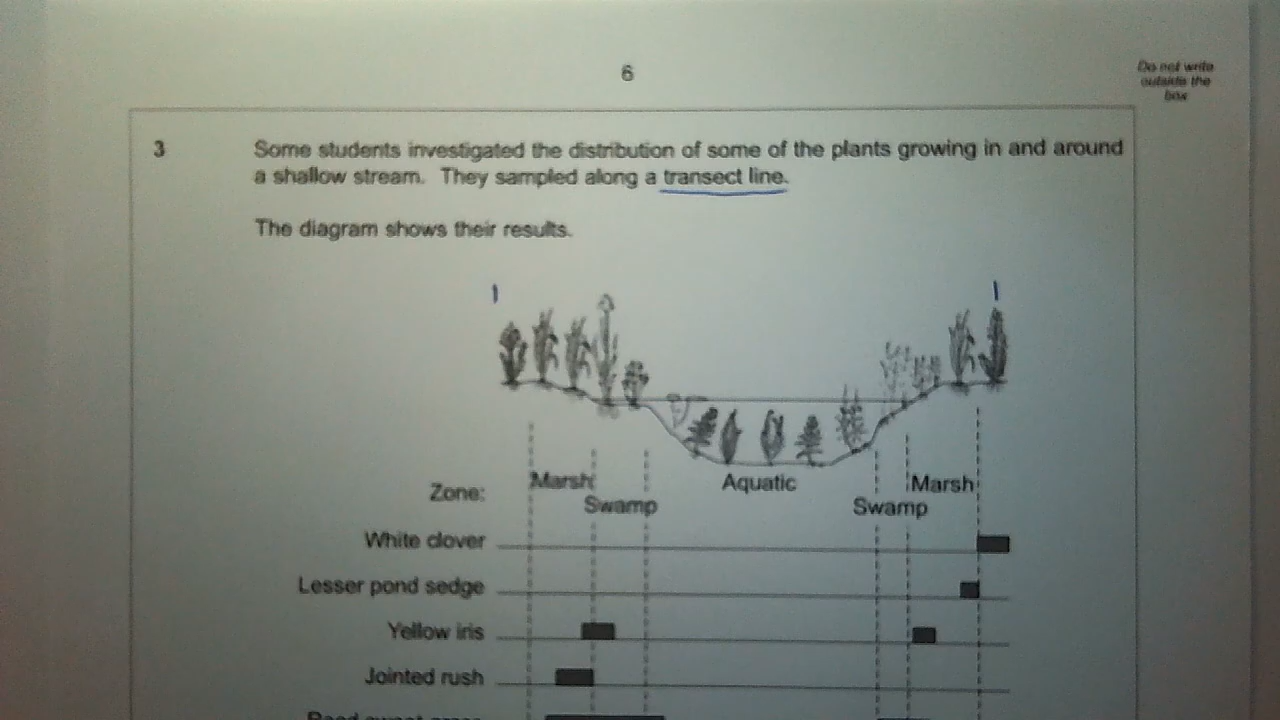 6
Do not write
outside the
box
3
Some students investigated the distribution of some of the plants growing in and around
a shallow stream. They sampled along a transect line.
The diagram shows their results.
Zone:
Marsh
Swamp
Aquatic
Swamp
Marsh
White clover
Lesser pond sedge
Yellow iris
Jointed rush